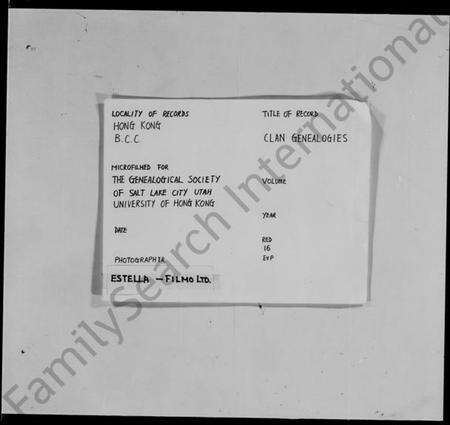 LOCALITY OF RECORDS
HONG KONG
B.C.C.
TITLE OF RECORD
CLAN GENEALOGIES
MICROFILMED FOR
THE GENEALOGICAL SOCIETY
OF SALT LAKE CITY UTAH
UNIVERSITY OF HONG KONG
VOLUME
YEAR
DATE
RED
16
EXP
PHOTOGRAPHER
ESTELLA — FILMO LTD.
FamilySearch International